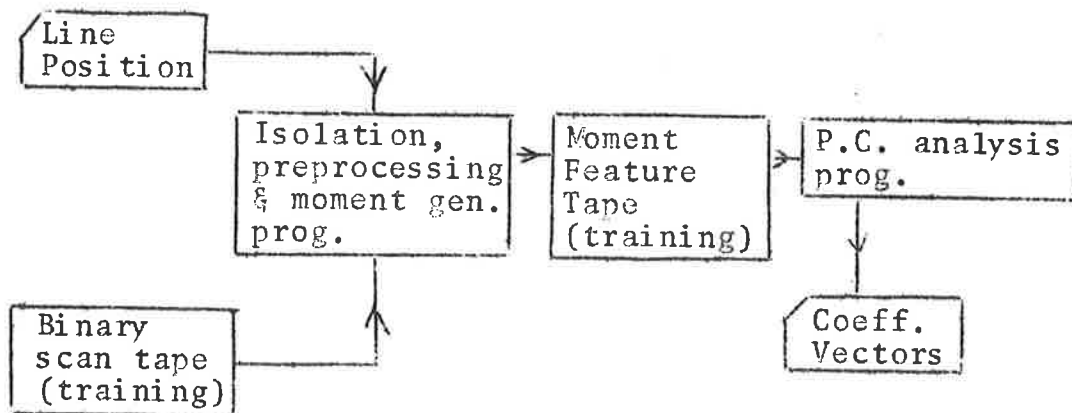 Line
Position
Isolation,
preprocessing
& moment gen.
prog.
Moment
Feature
Tape
(training)
P.C. analysis
prog.
Binary
scan tape
(training)
Coeff.
Vectors